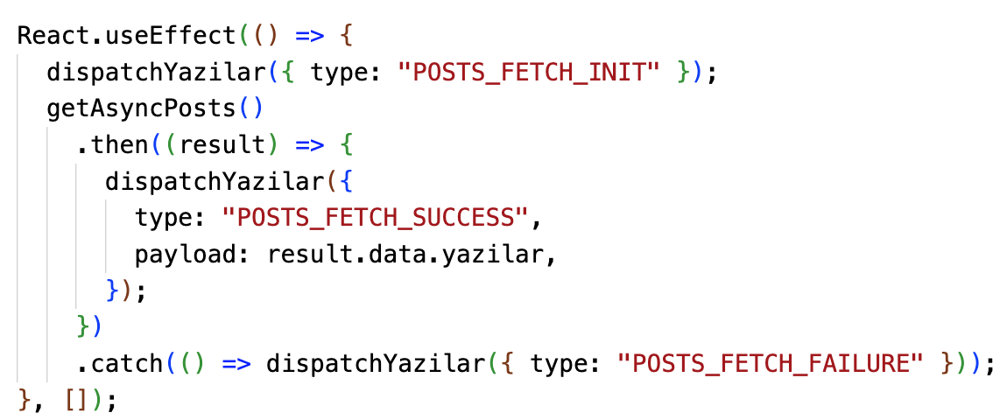 React.useEffect(() => {
  dispatchYazilar({ type: "POSTS_FETCH_INIT" });
  getAsyncPosts()
    .then((result) => {
      dispatchYazilar({
        type: "POSTS_FETCH_SUCCESS",
        payload: result.data.yazilar,
      });
    })
    .catch(() => dispatchYazilar({ type: "POSTS_FETCH_FAILURE" }));
}, []);